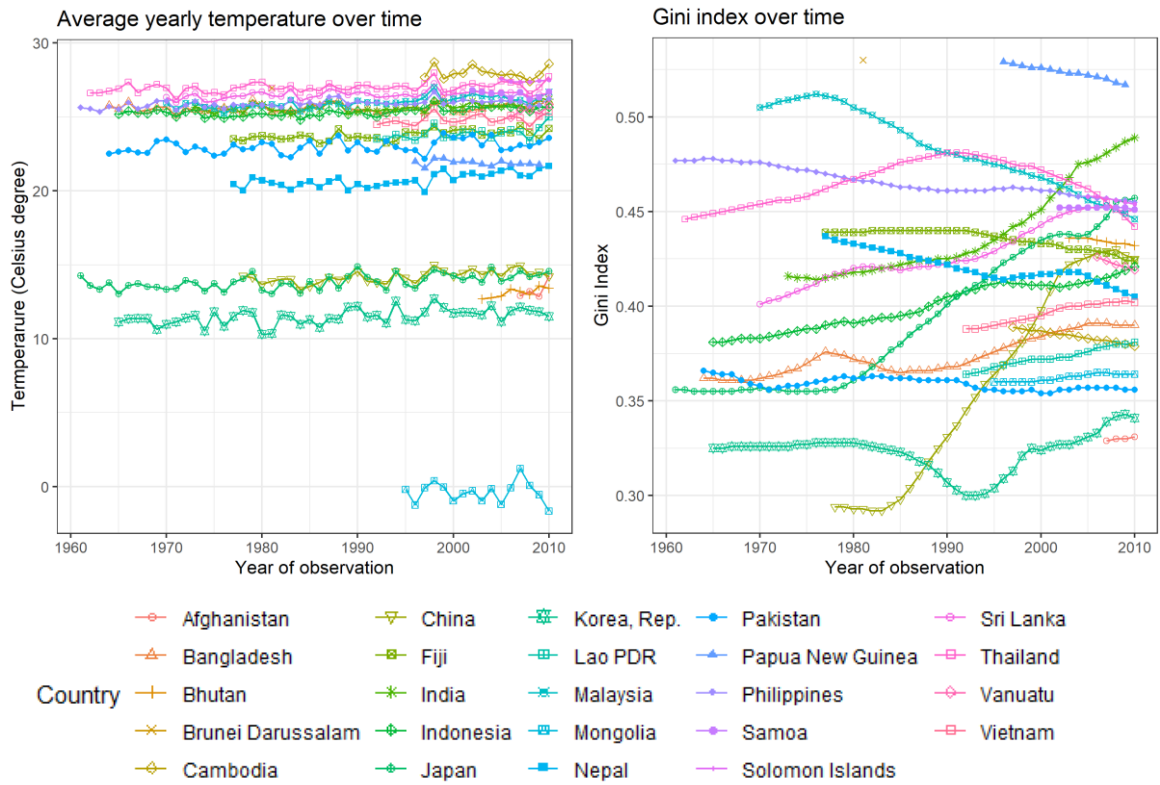 Average yearly temperature over time
30
20
10
0
Termperarure (Celsius degree)
1960 1970 1980 1990 2000 2010
Year of observation
Gini index over time
0.50
0.45
0.40
0.35
0.30
Gini Index
1960 1970 1980 1990 2000 2010
Year of observation
Country
Afghanistan China Korea, Rep. Pakistan Sri Lanka
Bangladesh Fiji Lao PDR Papua New Guinea Thailand
Bhutan India Malaysia Philippines Vanuatu
Brunei Darussalam Indonesia Mongolia Samoa Vietnam
Cambodia Japan Nepal Solomon Islands